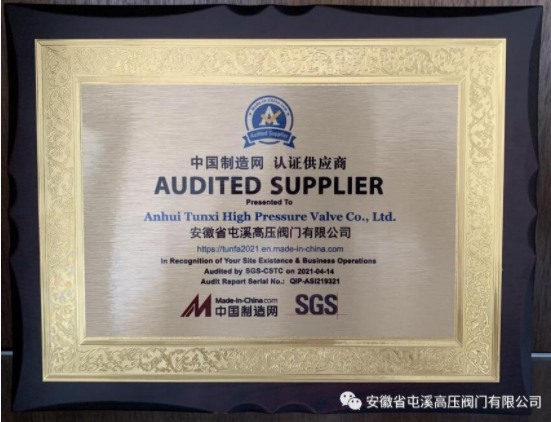 Made-in-China.com
Audited Supplier
中国制造网 认证供应商
AUDITED SUPPLIER
Presented To
Anhui Tunxi High Pressure Valve Co., Ltd.
安徽省屯溪高压阀门有限公司
https://tunfa2021.en.made-in-china.com
In Recognition of Your Site Existence & Business Operations
Audited by SGS-CSTC on 2021-04-14
Audit Report Serial No.: QIP-ASI219321
Made-in-China.com
中国制造网
SGS
安徽省屯溪高压阀门有限公司